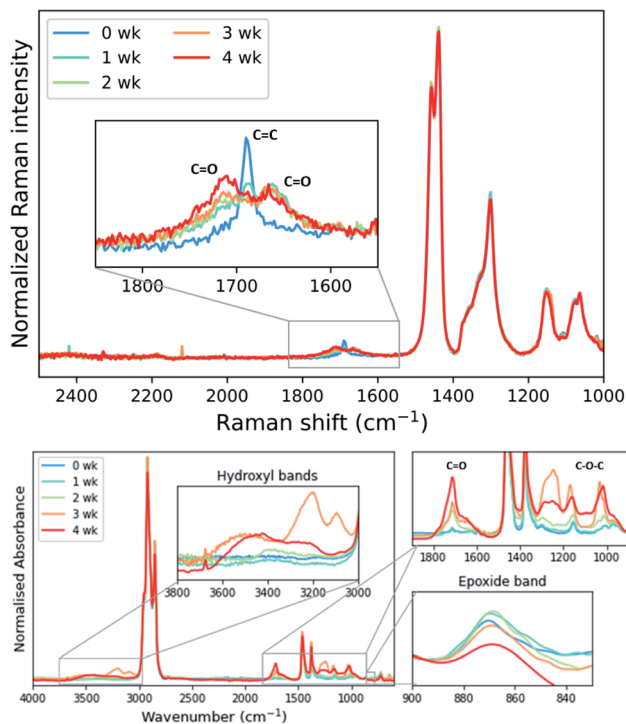 0 wk
3 wk
1 wk
4 wk
2 wk
C=C
C=O
C=O
1800 1700 1600
Normalized Raman intensity
2400 2200 2000 1800 1600 1400 1200 1000
Raman shift (cm⁻¹)
0 wk
1 wk
2 wk
3 wk
4 wk
Hydroxyl bands
3800 3600 3400 3200 3000
C=O
C-O-C
1800 1600 1400 1200 1000
Epoxide band
900 880 860 840
Normalised Absorbance
4000 3000 2000 1000
Wavenumber (cm⁻¹)